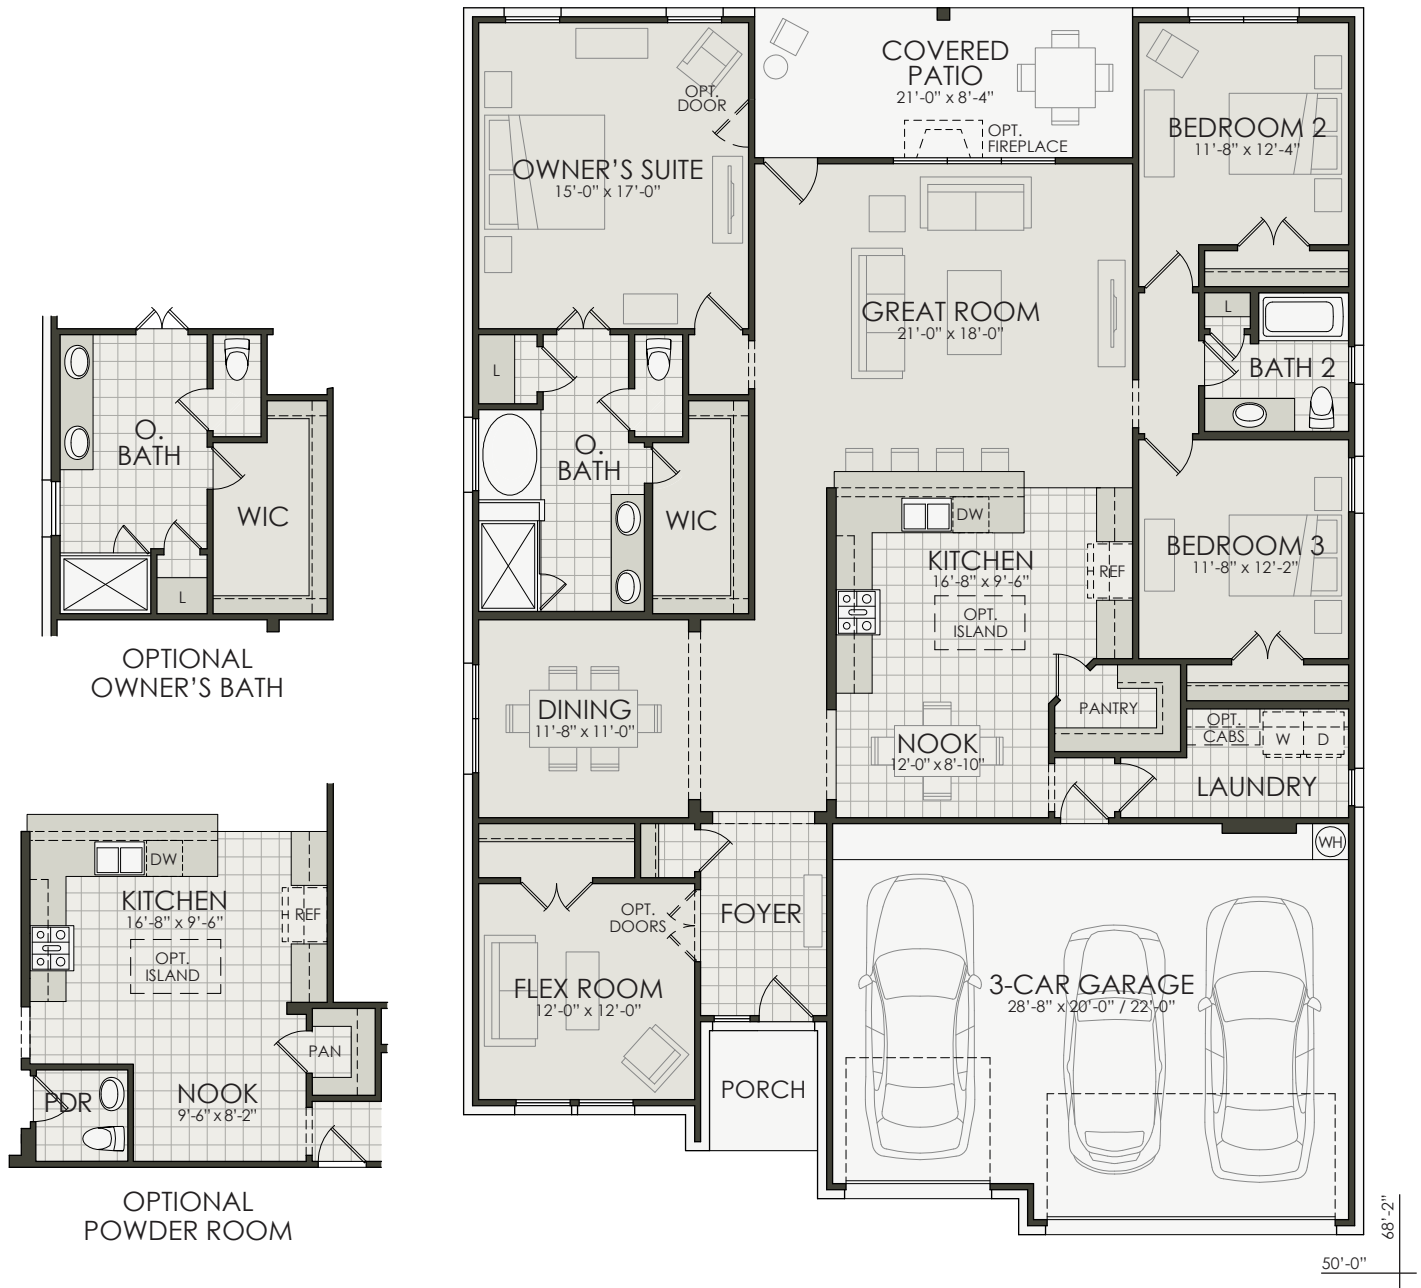 COVERED
PATIO
21'-0" x 8'-4"
OPT.
FIREPLACE
OPT.
DOOR
OWNER'S SUITE
15'-0" x 17'-0"
BEDROOM 2
11'-8" x 12'-4"
GREAT ROOM
21'-0" x 18'-0"
L
BATH 2
L
O.
BATH
WIC
DW
KITCHEN
16'-8" x 9'-6"
OPT.
ISLAND
REF
BEDROOM 3
11'-8" x 12'-2"
DINING
11'-8" x 11'-0"
NOOK
12'-0" x 8'-10"
PANTRY
OPT.
CABS
W
D
LAUNDRY
WH
OPT.
DOORS
FOYER
FLEX ROOM
12'-0" x 12'-0"
PORCH
3-CAR GARAGE
28'-8" x 20'-0" / 22'-0"
68'-2"
50'-0"
O.
BATH
WIC
L
OPTIONAL
OWNER'S BATH
DW
KITCHEN
16'-8" x 9'-6"
OPT.
ISLAND
REF
PAN
PDR
NOOK
9'-6" x 8'-2"
OPTIONAL
POWDER ROOM